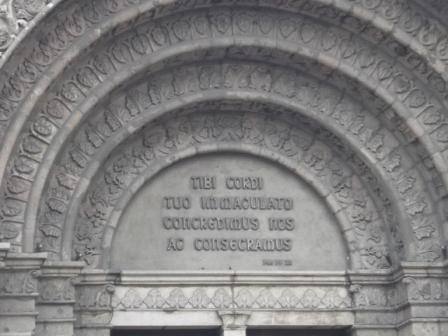 TIBI CORDI
TUO IMMACULATO
CONCREDIMUS NOS
AC CONSECRAMUS